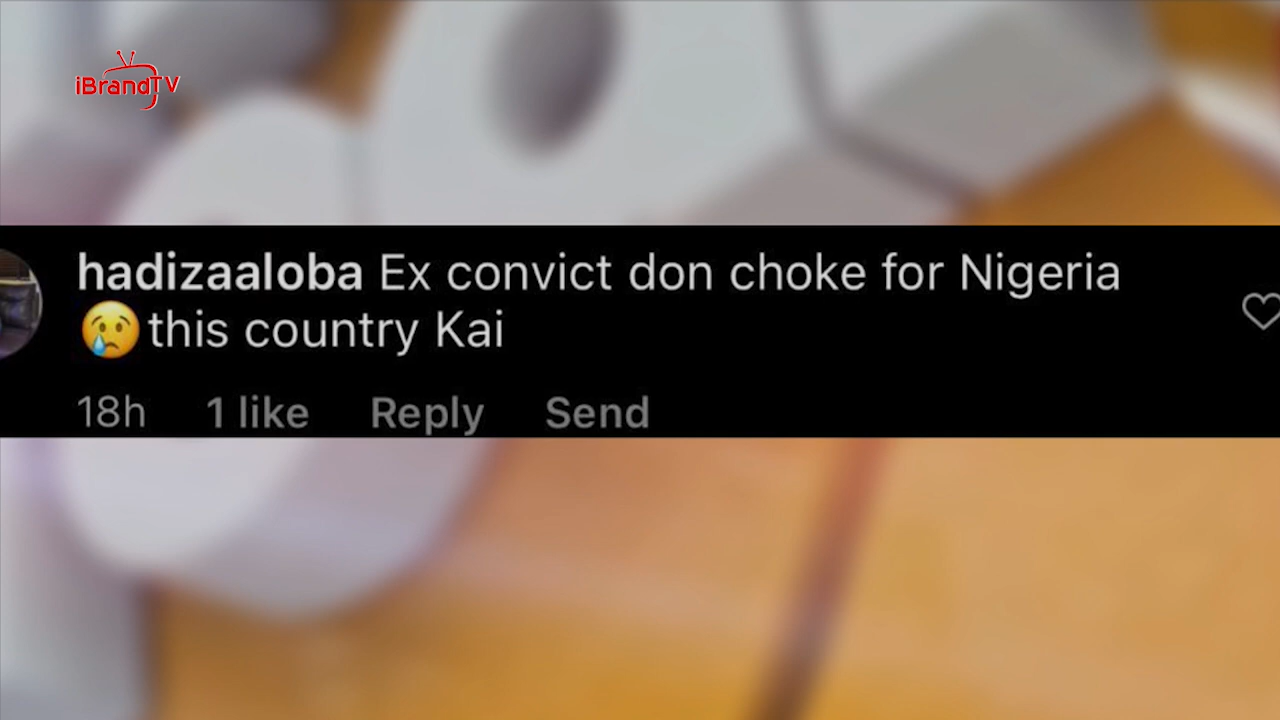 iBrandTV
hadizaaloba Ex convict don choke for Nigeria
😢this country Kai
18h 1 like Reply Send